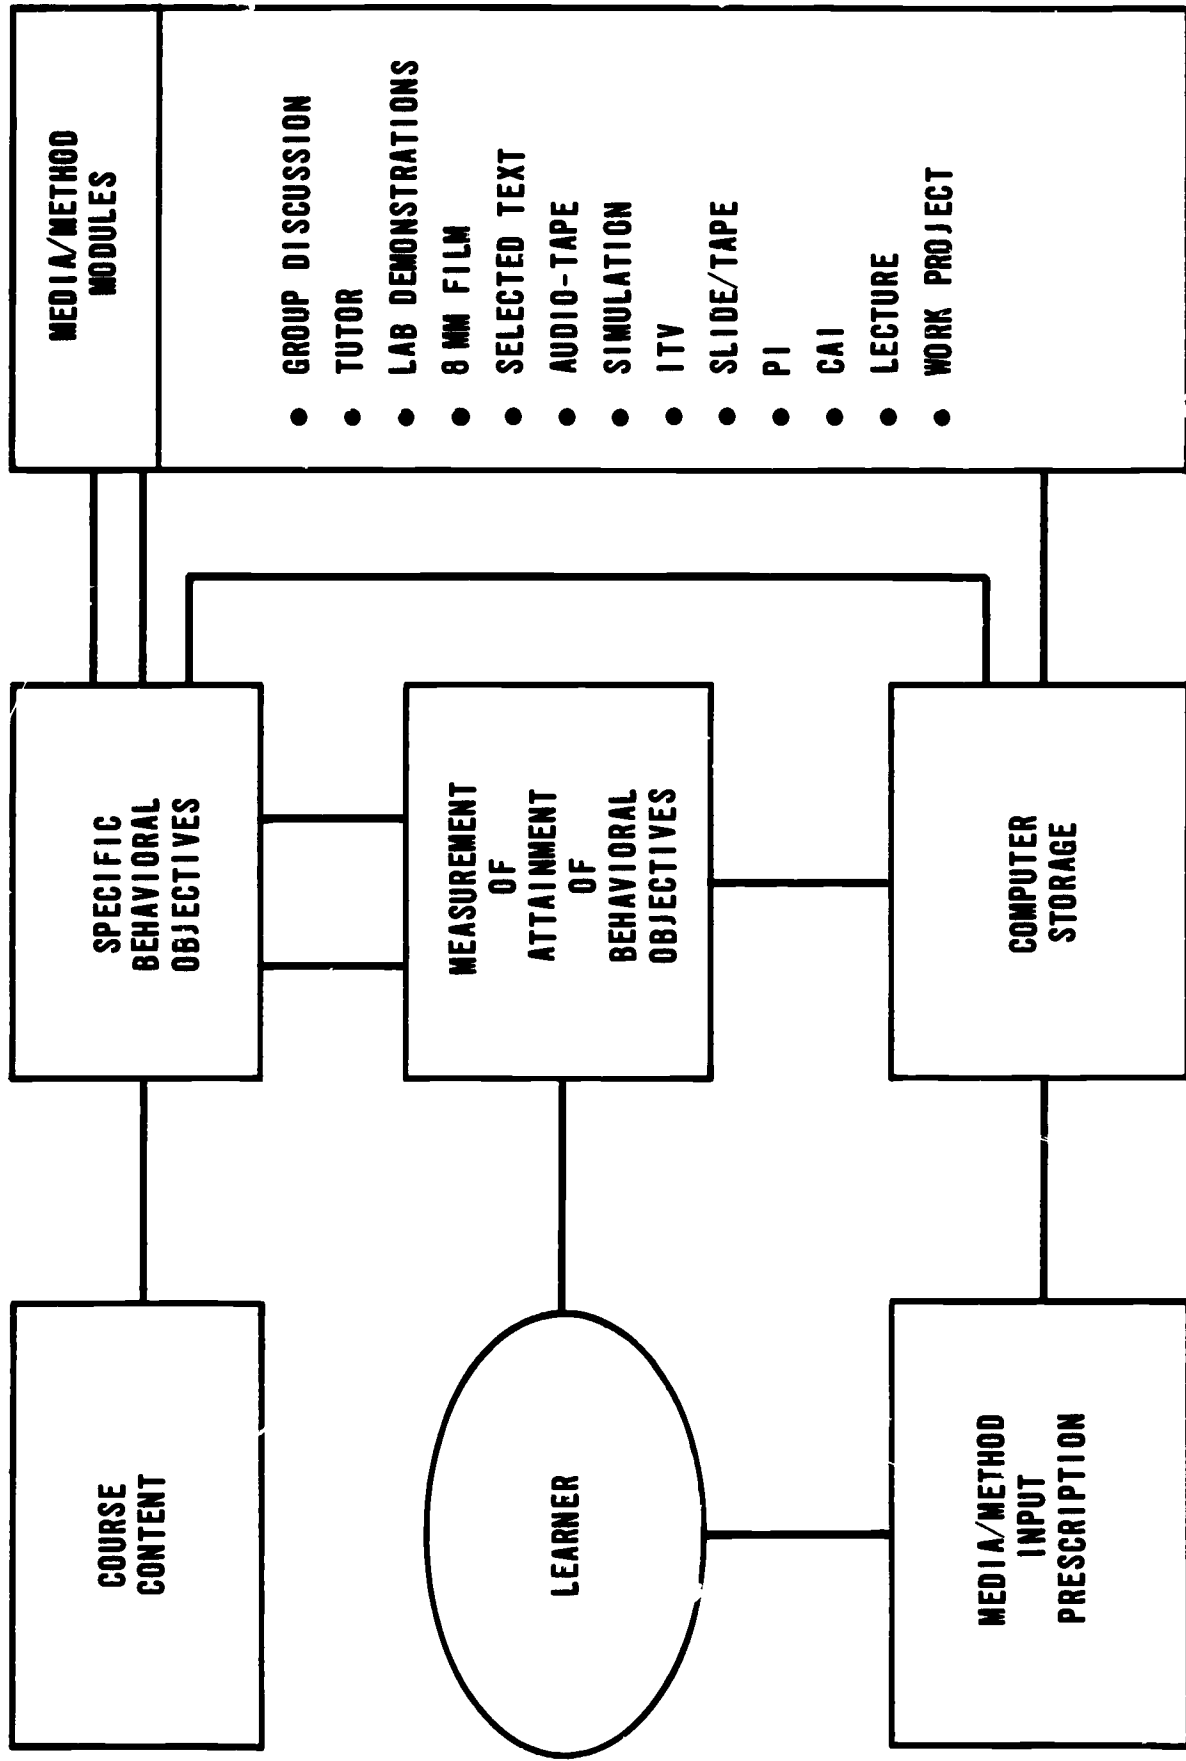 COURSE
CONTENT
SPECIFIC
BEHAVIORAL
OBJECTIVES
MEDIA/METHOD
MODULES
LEARNER
MEASUREMENT
OF
ATTAINMENT
OF
BEHAVIORAL
OBJECTIVES
● GROUP DISCUSSION
● TUTOR
● LAB DEMONSTRATIONS
● 8 MM FILM
● SELECTED TEXT
● AUDIO-TAPE
● SIMULATION
● ITV
● SLIDE/TAPE
● PI
● CAI
● LECTURE
● WORK PROJECT
MEDIA/METHOD
INPUT
PRESCRIPTION
COMPUTER
STORAGE